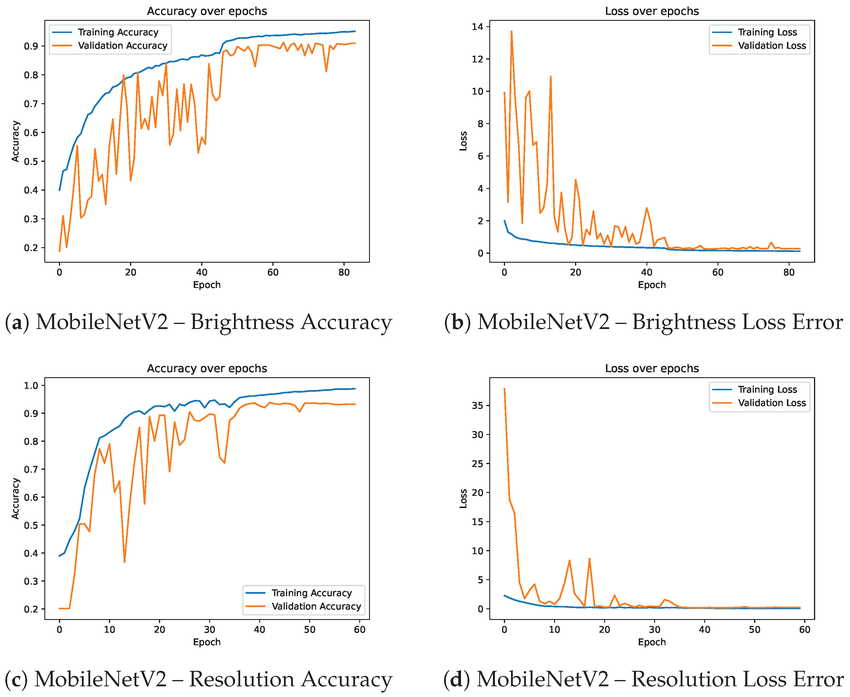 Accuracy over epochs
Training Accuracy
Validation Accuracy
0.9
0.8
0.7
0.6
0.5
0.4
0.3
0.2
Accuracy
0 20 40 60 80
Epoch
Loss over epochs
Training Loss
Validation Loss
14
12
10
8
6
4
2
0
Loss
0 20 40 60 80
Epoch
(a) MobileNetV2 – Brightness Accuracy
(b) MobileNetV2 – Brightness Loss Error
Accuracy over epochs
1.0
0.9
0.8
0.7
0.6
0.5
0.4
0.3
0.2
Accuracy
Training Accuracy
Validation Accuracy
0 10 20 30 40 50 60
Epoch
Loss over epochs
Training Loss
Validation Loss
35
30
25
20
15
10
5
0
Loss
0 10 20 30 40 50 60
Epoch
(c) MobileNetV2 – Resolution Accuracy
(d) MobileNetV2 – Resolution Loss Error